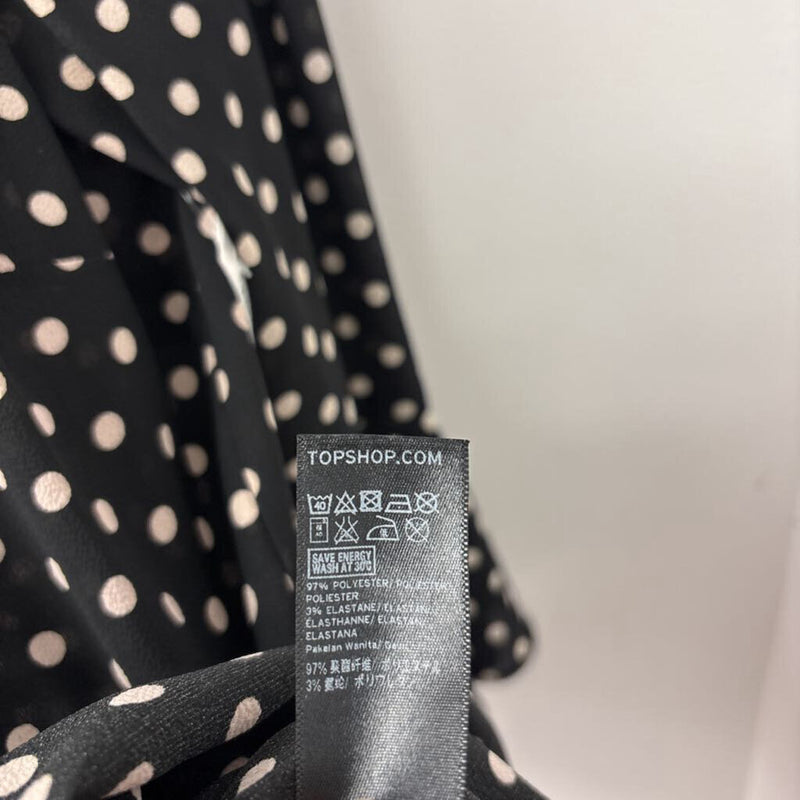 TOPSHOP.COM
40
SAVE ENERGY
WASH AT 30°C
97% POLYESTER/ POLYESTER
POLIESTER
3% ELASTANE/ ELASTAN
ÉLASTHANNE/ ELASTAN
ELASTANA
Pakaian Wanita/
97% 聚酯纤维/ ポリエステル
3% 氨纶/ ポリウレタン